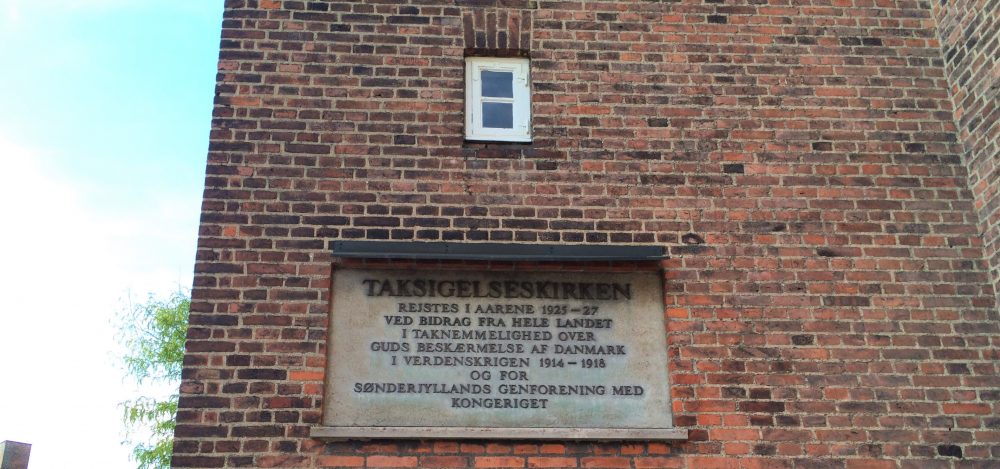 TAKSIGELSESKIRKEN
REJSTES I AARENE 1925-27
VED BIDRAG FRA HELE LANDET
I TAKNEMMELIGHED OVER
GUDS BESKÆRMELSE AF DANMARK
I VERDENSKRIGEN 1914-1918
OG FOR
SØNDERJYLLANDS GENFORENING MED
KONGERIGET